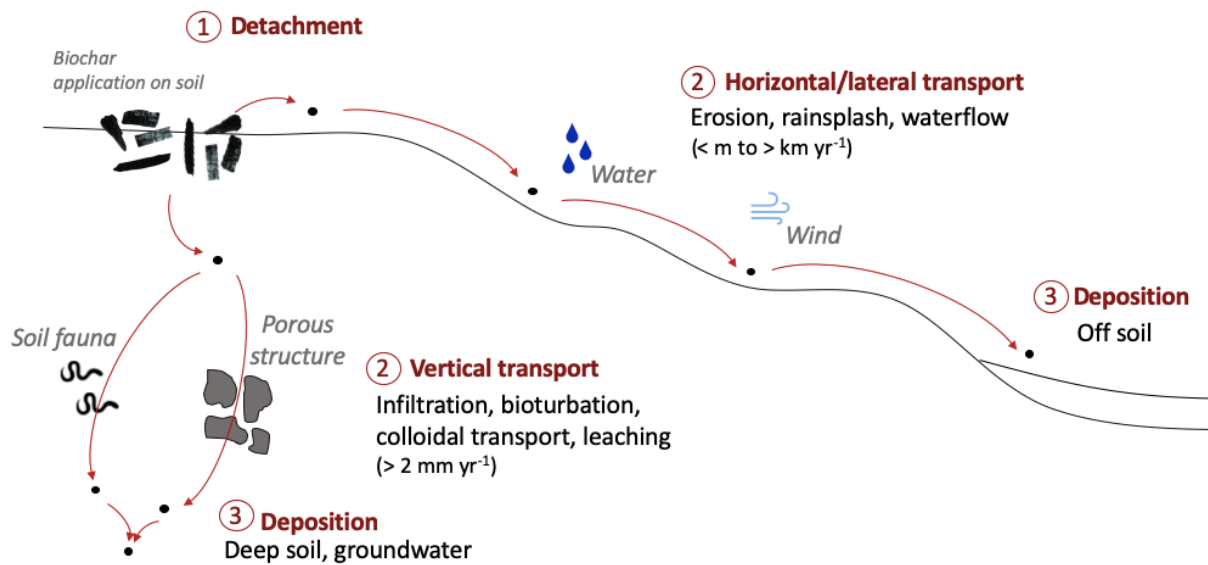 ① Detachment
Biochar
application on soil
② Horizontal/lateral transport
Erosion, rainsplash, waterflow
(< m to > km yr⁻¹)
Water
Wind
③ Deposition
Off soil
Soil fauna
Porous
structure
② Vertical transport
Infiltration, bioturbation,
colloidal transport, leaching
(> 2 mm yr⁻¹)
③ Deposition
Deep soil, groundwater